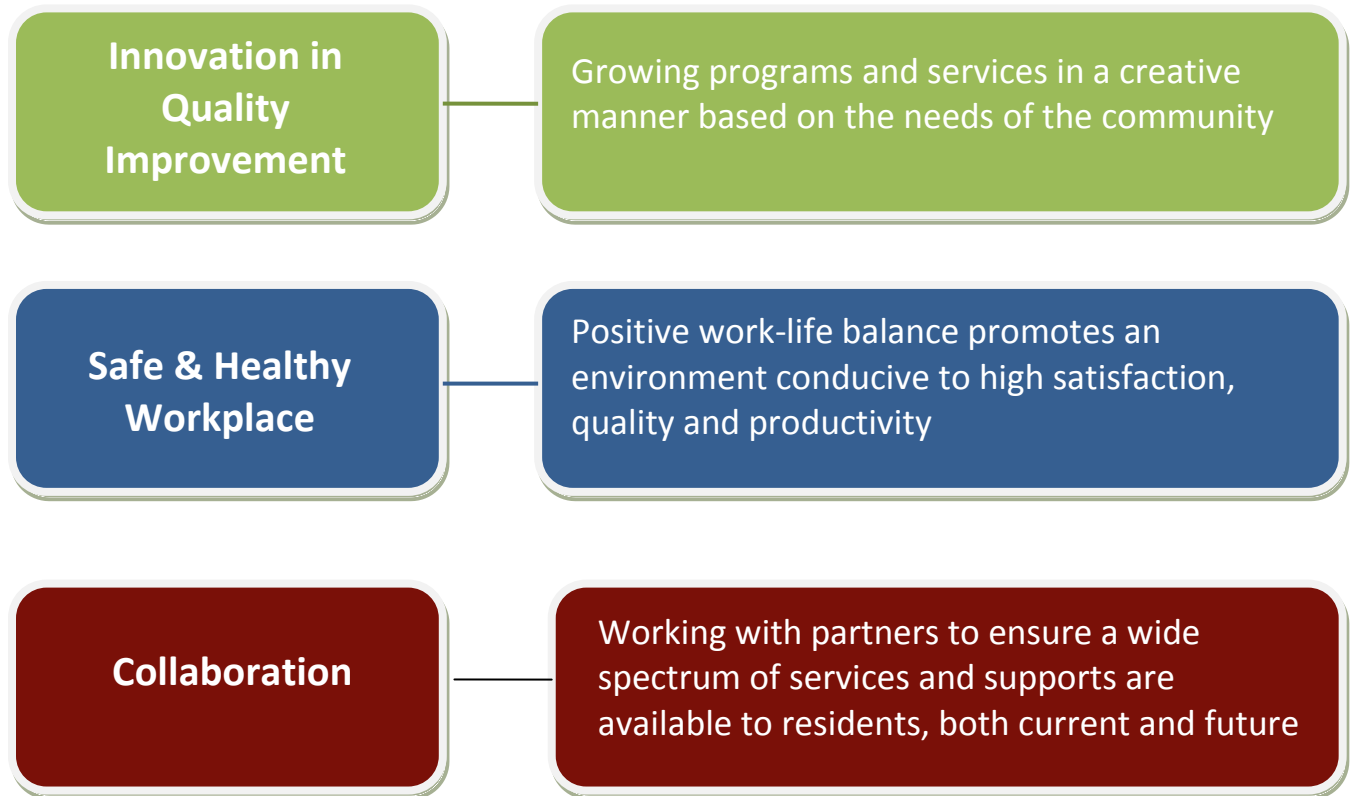 Innovation in
Quality
Improvement
Growing programs and services in a creative
manner based on the needs of the community
Safe & Healthy
Workplace
Positive work-life balance promotes an
environment conducive to high satisfaction,
quality and productivity
Collaboration
Working with partners to ensure a wide
spectrum of services and supports are
available to residents, both current and future